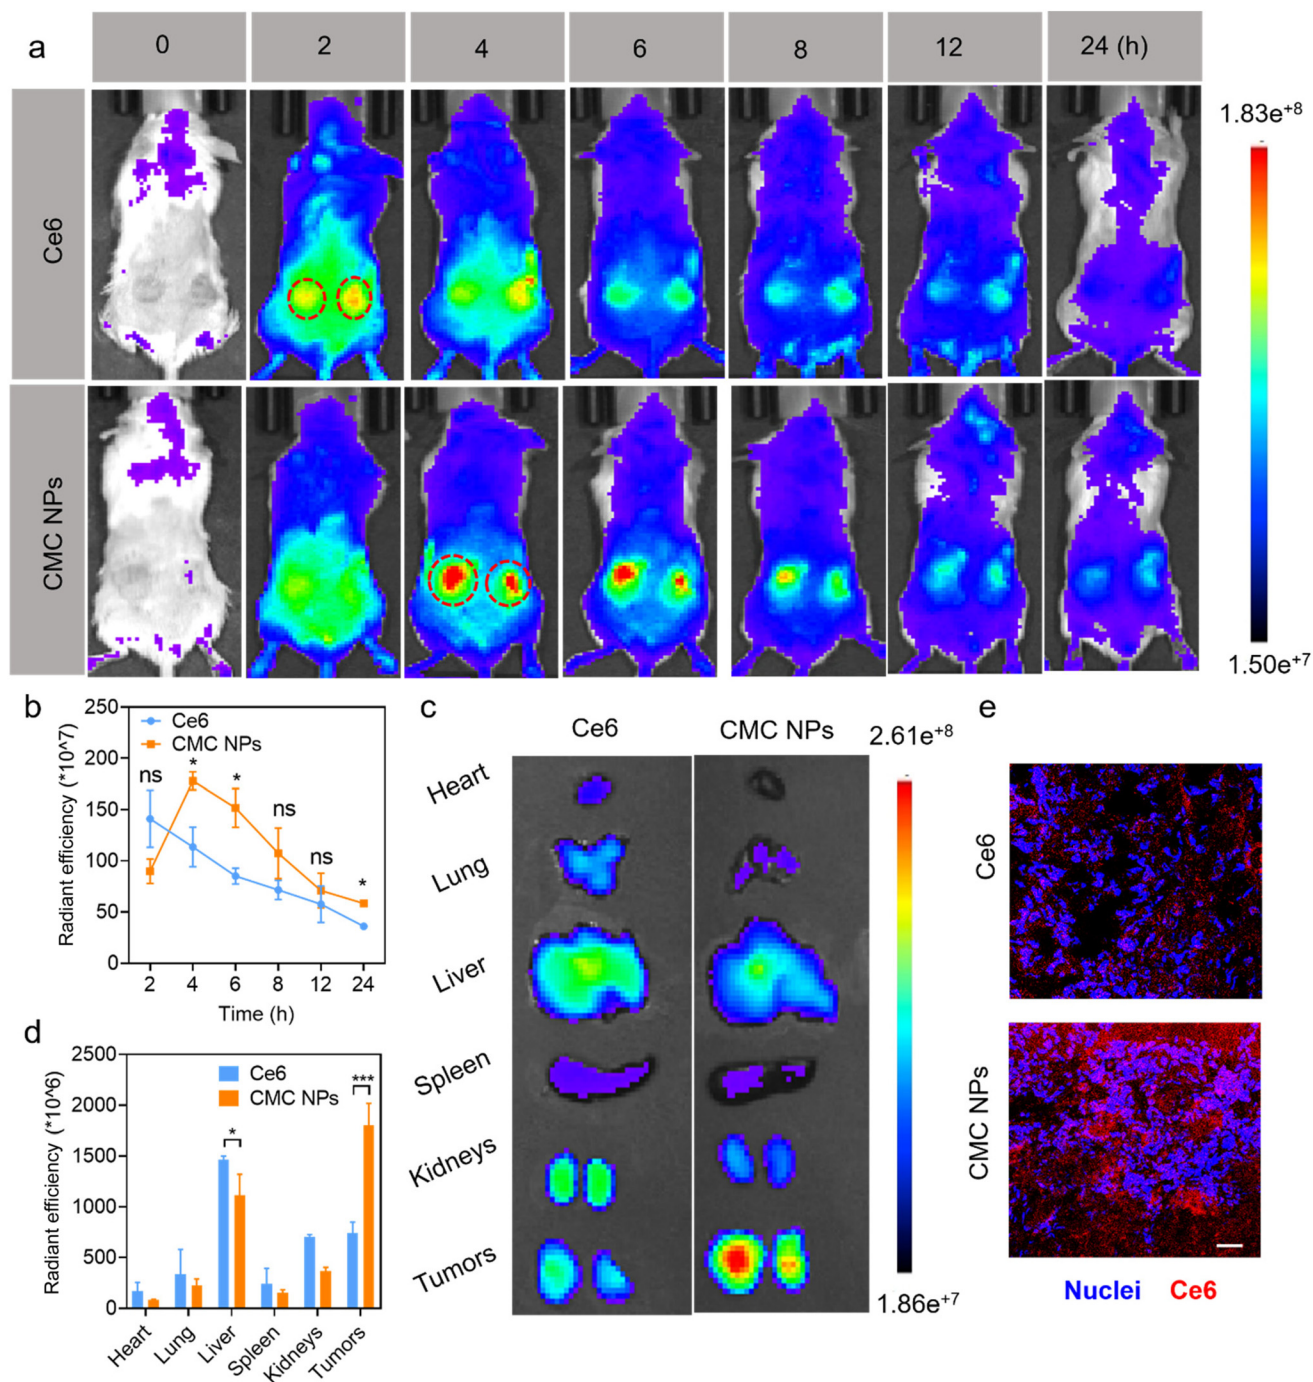 a
0 2 4 6 8 12 24 (h)
Ce6
CMC NPs
1.83e+8
1.50e+7
b
250
200
150
100
50
0
Radiant efficiency (*10^7)
Ce6
CMC NPs
ns * * ns ns *
2 4 6 8 12 24
Time (h)
c
Ce6 CMC NPs
Heart
Lung
Liver
Spleen
Kidneys
Tumors
2.61e+8
1.86e+7
d
2500
2000
1500
1000
500
0
Radiant efficiency (*10^6)
Ce6
CMC NPs
*
***
Heart Lung Liver Spleen Kidneys Tumors
e
Ce6
CMC NPs
Nuclei Ce6